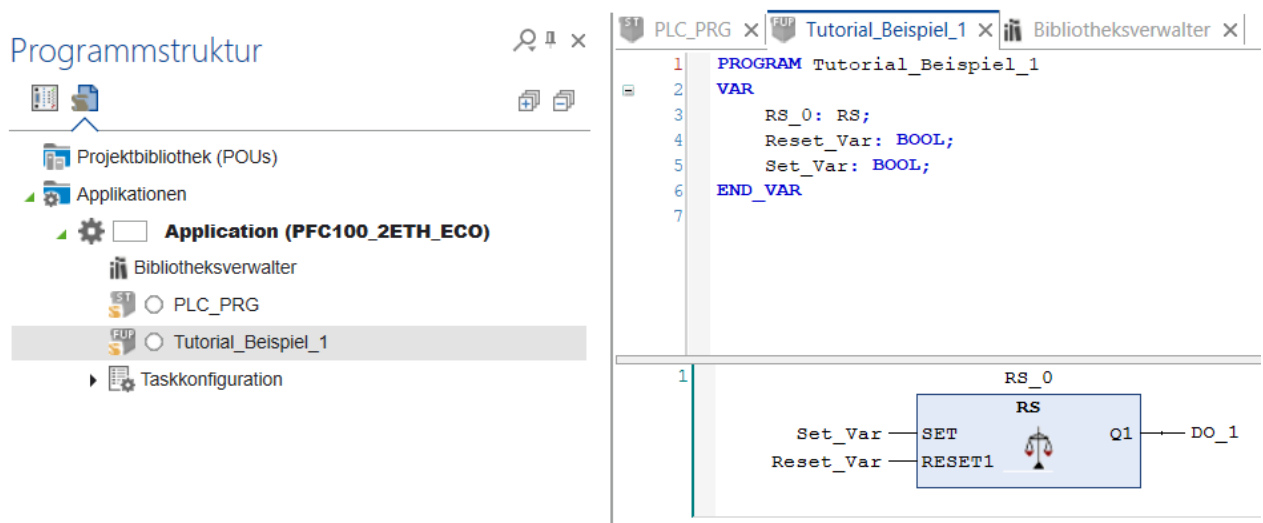 Programmstruktur
Projektbibliothek (POUs)
Applikationen
Application (PFC100_2ETH_ECO)
Bibliotheksverwalter
ST PLC_PRG
FUP Tutorial_Beispiel_1
Taskkonfiguration
ST PLC_PRG FUP Tutorial_Beispiel_1 Bibliotheksverwalter
1 PROGRAM Tutorial_Beispiel_1
2 VAR
3 RS_0: RS;
4 Reset_Var: BOOL;
5 Set_Var: BOOL;
6 END_VAR
7
1 RS_0
RS
Set_Var SET Q1 DO_1
Reset_Var RESET1